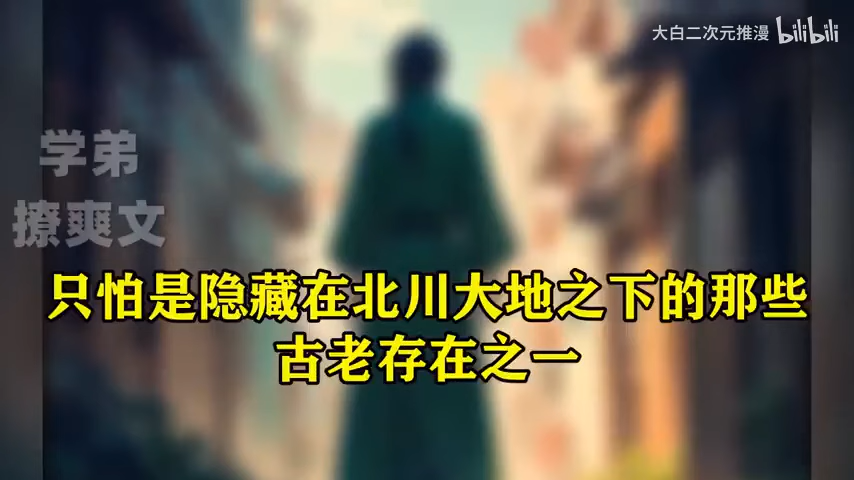 大白二次元推漫 bilibili
学弟
撩爽文
只怕是隐藏在北川大地之下的那些
古老存在之一